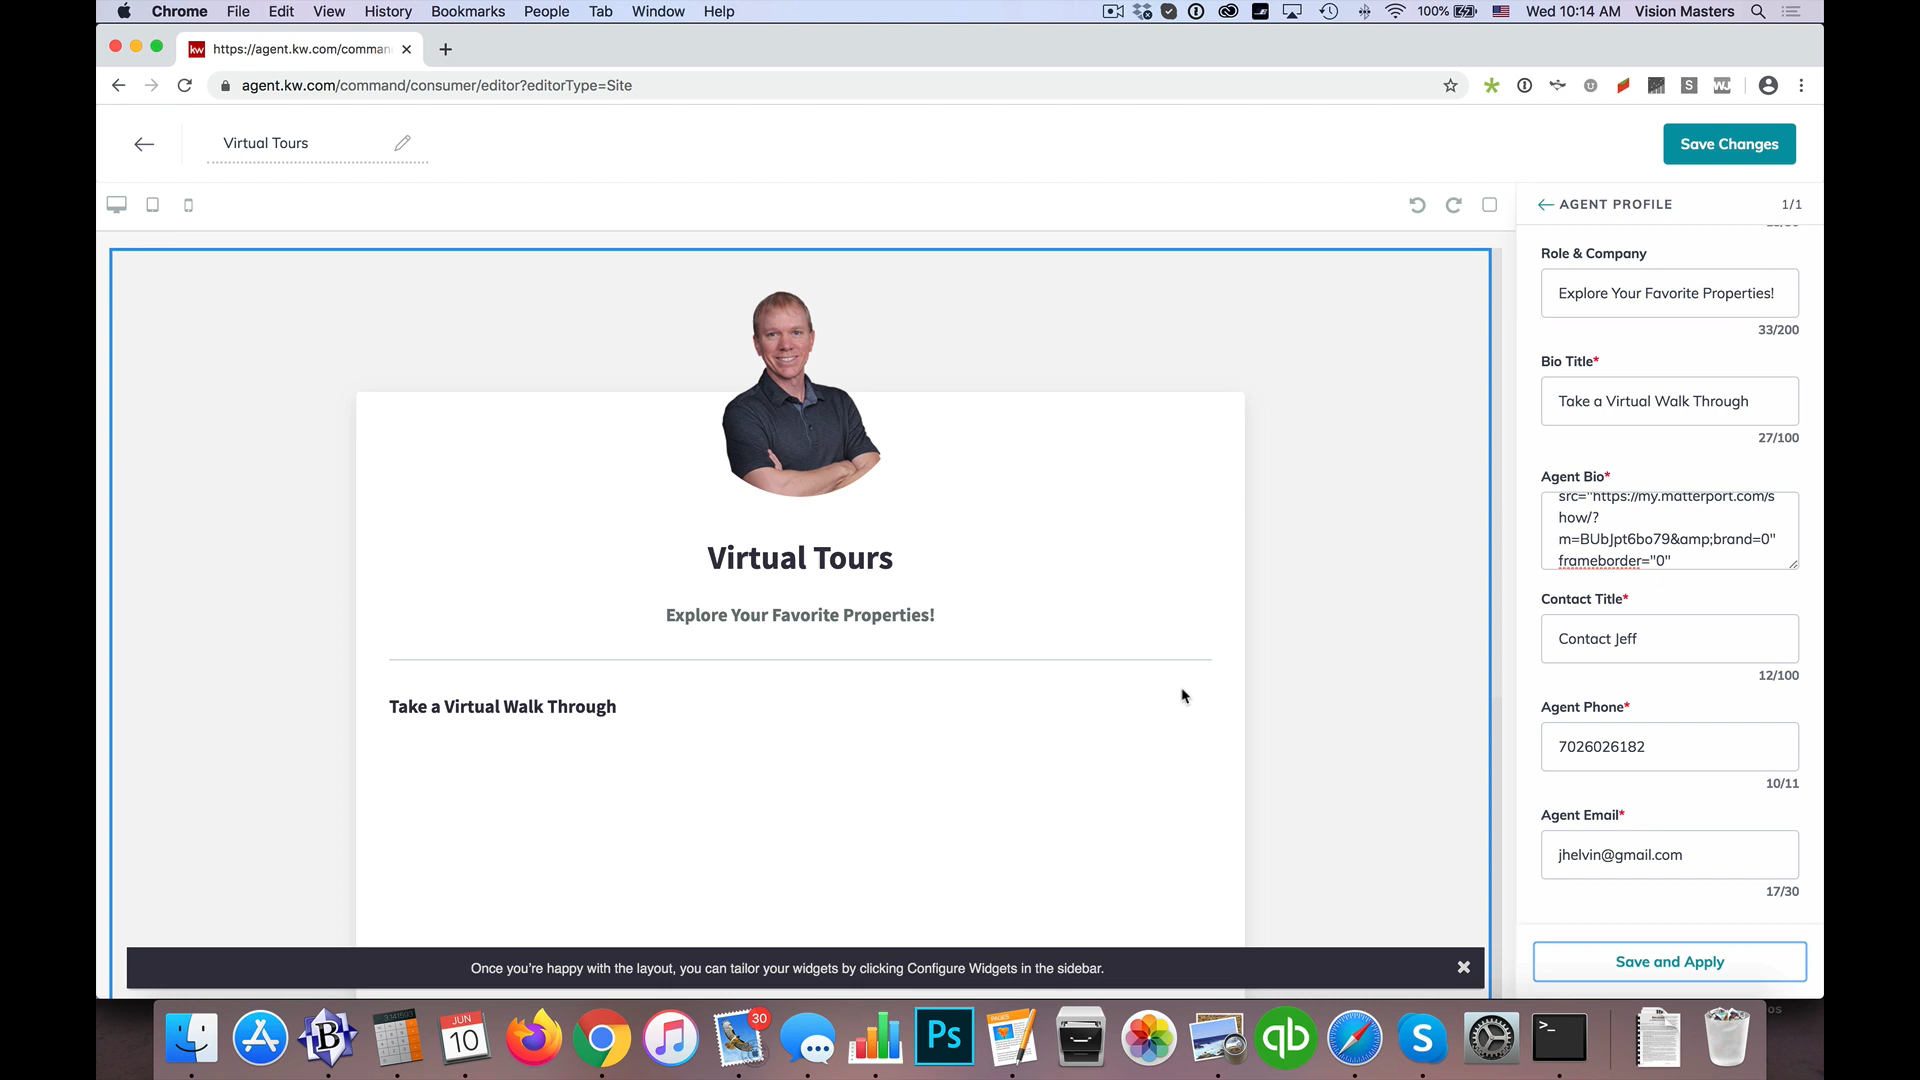 Chrome File Edit View History Bookmarks People Tab Window Help
100% Wed 10:14 AM Vision Masters
kw https://agent.kw.com/comman
agent.kw.com/command/consumer/editor?editorType=Site
Virtual Tours
Save Changes
AGENT PROFILE 1/1
Role & Company
Explore Your Favorite Properties!
33/200
Bio Title*
Take a Virtual Walk Through
27/100
Agent Bio*
src="https://my.matterport.com/s
how/?
m=BUbJpt6bo79&amp;brand=0"
frameborder="0"
Contact Title*
Contact Jeff
12/100
Agent Phone*
7026026182
10/11
Agent Email*
jhelvin@gmail.com
17/30
Save and Apply
Virtual Tours
Explore Your Favorite Properties!
Take a Virtual Walk Through
Once you're happy with the layout, you can tailor your widgets by clicking Configure Widgets in the sidebar.
B
JUN
10
30
Ps
PAGES
qb
S
>_